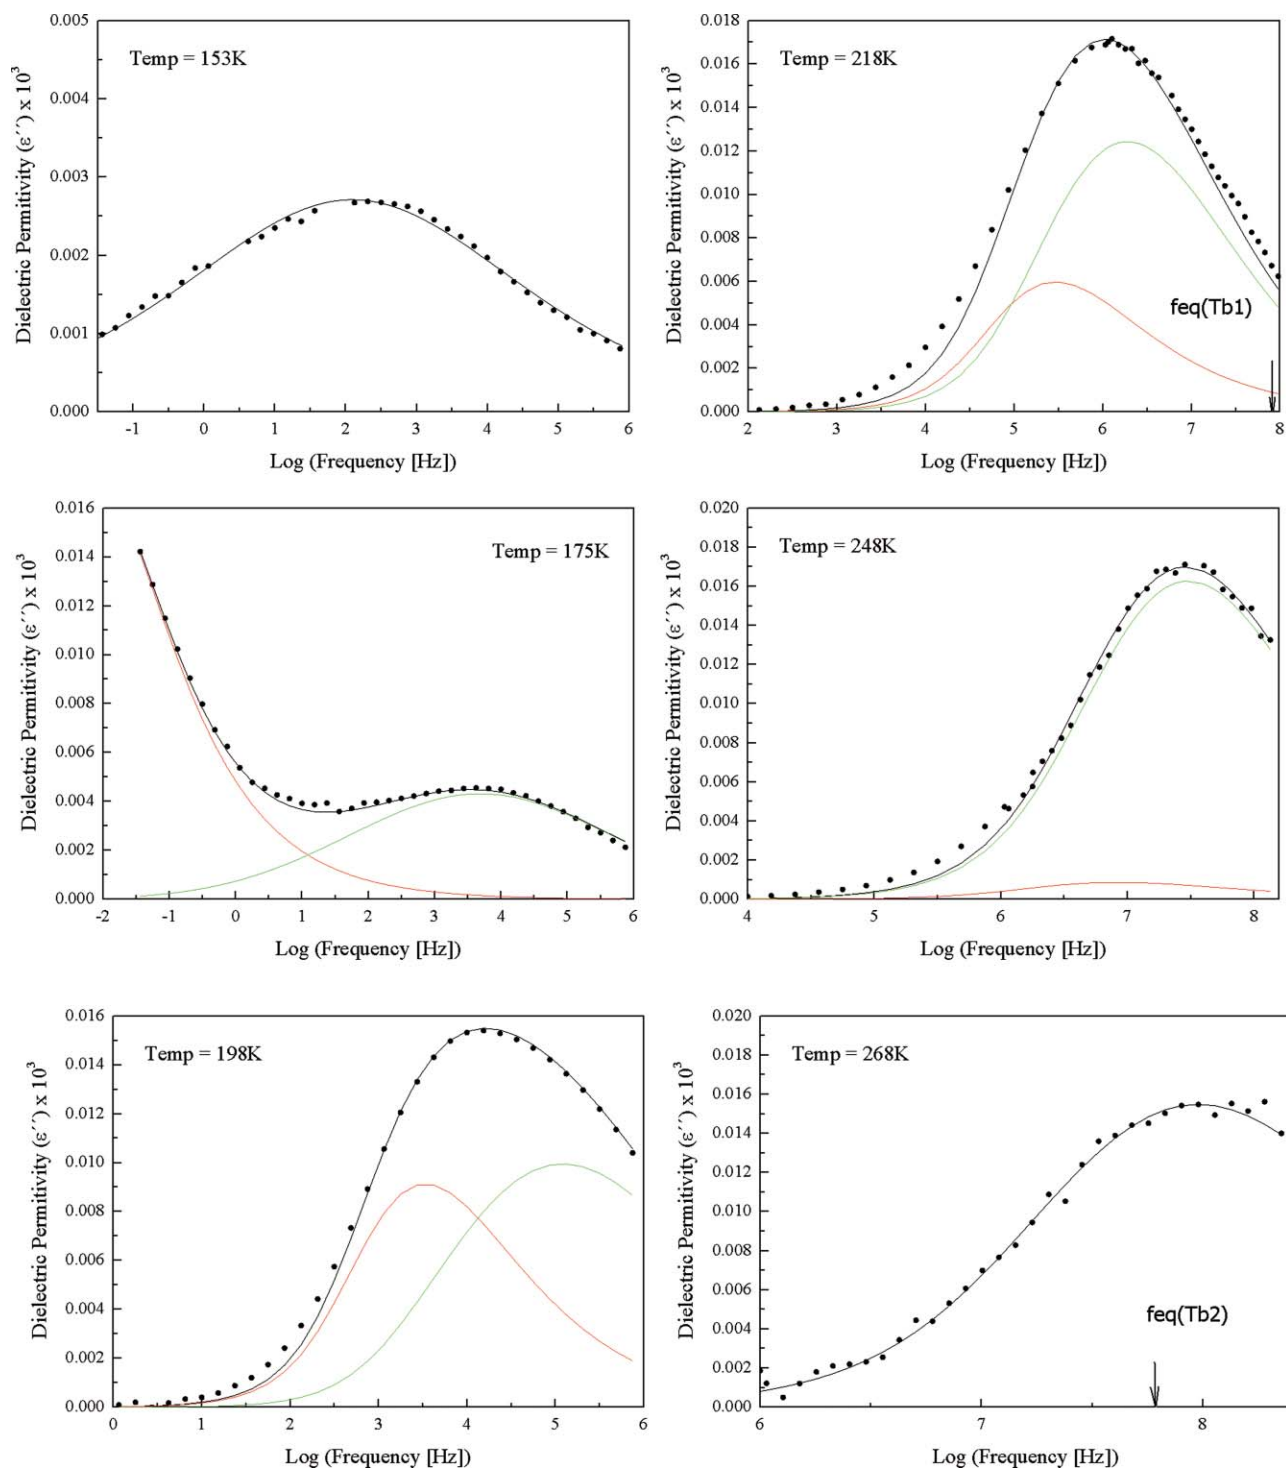 0.005
0.004
0.003
0.002
0.001
0.000
Dielectric Permitivity (ε´´) x 10³
Temp = 153K
-1 0 1 2 3 4 5 6
Log (Frequency [Hz])
0.018
0.016
0.014
0.012
0.010
0.008
0.006
0.004
0.002
0.000
Dielectric Permitivity (ε´´) x 10³
Temp = 218K
feq(Tb1)
2 3 4 5 6 7 8
Log (Frequency [Hz])
0.016
0.014
0.012
0.010
0.008
0.006
0.004
0.002
0.000
Dielectric Permitivity (ε´´) x 10³
Temp = 175K
-2 -1 0 1 2 3 4 5 6
Log (Frequency [Hz])
0.020
0.018
0.016
0.014
0.012
0.010
0.008
0.006
0.004
0.002
0.000
Dielectric Permitivity (ε´´) x 10³
Temp = 248K
4 5 6 7 8
Log (Frequency [Hz])
0.016
0.014
0.012
0.010
0.008
0.006
0.004
0.002
0.000
Dielectric Permitivity (ε´´) x 10³
Temp = 198K
0 1 2 3 4 5 6
Log (Frequency [Hz])
0.020
0.018
0.016
0.014
0.012
0.010
0.008
0.006
0.004
0.002
0.000
Dielectric Permitivity (ε´´) x 10³
Temp = 268K
feq(Tb2)
6 7 8
Log (Frequency [Hz])